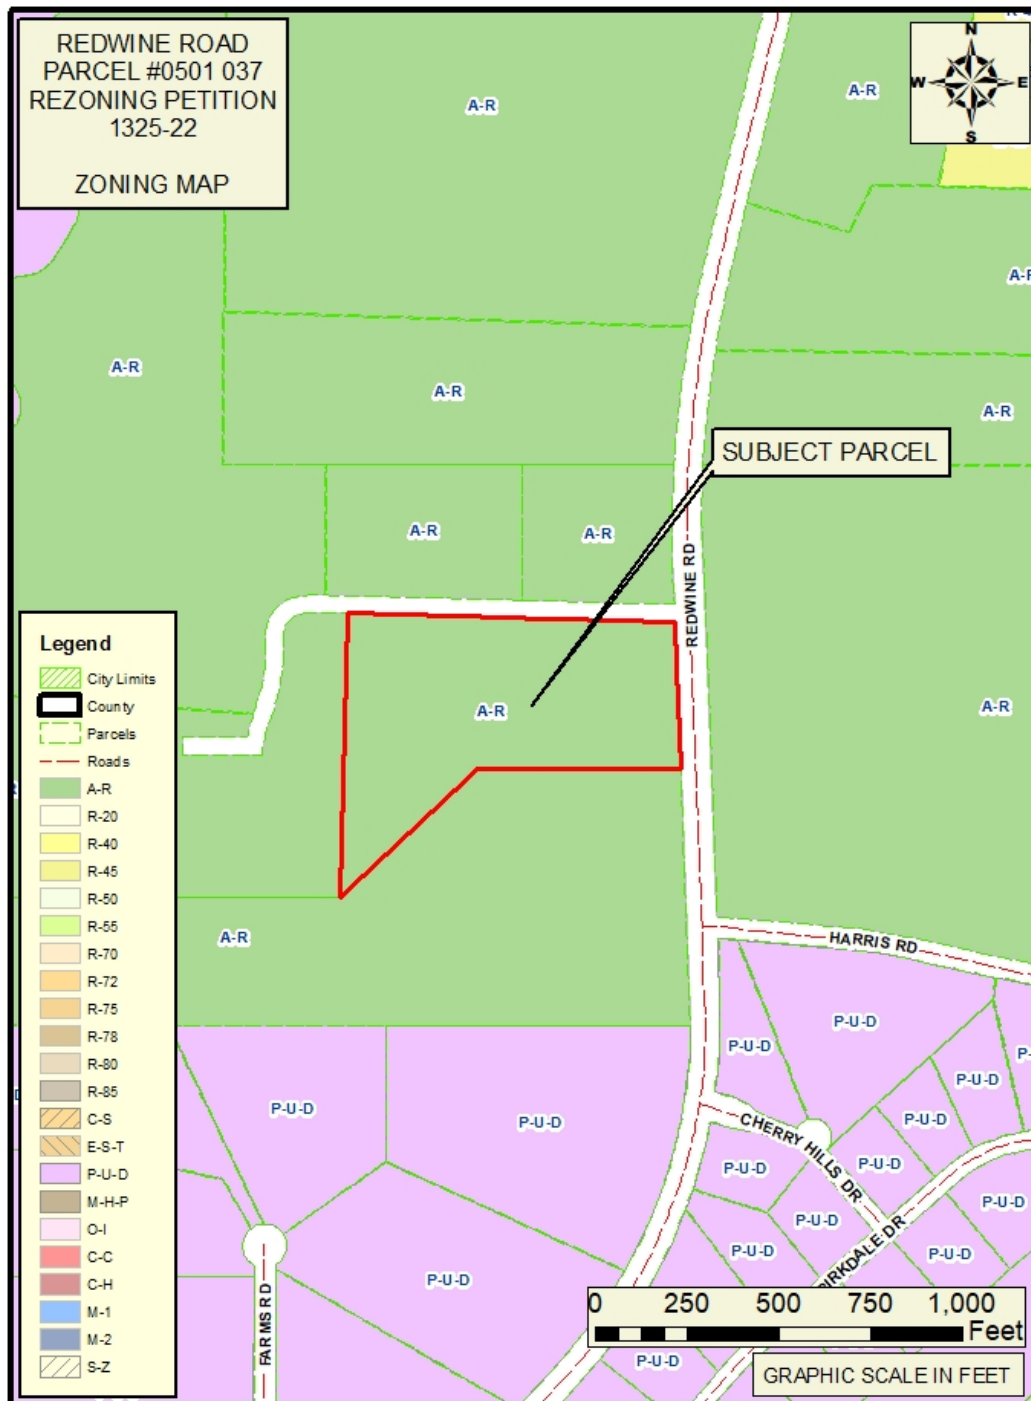 REDWINE ROAD
PARCEL #0501 037
REZONING PETITION
1325-22
ZONING MAP
N
W
E
S
A-R
A-R
A-R
A-R
A-R
A-R
SUBJECT PARCEL
A-R
A-R
REDWINE RD
A-R
A-R
A-R
HARRIS RD
P-U-D
P-U-D
P-U-D
P-U-D
P-U-D
P-U-D
P-U-D
CHERRY HILLS DR
P-U-D
P-U-D
P-U-D
P-U-D
P-U-D
P-U-D
P-U-D
BIRKDALE DR
FARMS RD
P-U-D
Legend
City Limits
County
Parcels
Roads
A-R
R-20
R-40
R-45
R-50
R-55
R-70
R-72
R-75
R-78
R-80
R-85
C-S
E-S-T
P-U-D
M-H-P
O-I
C-C
C-H
M-1
M-2
S-Z
0 250 500 750 1,000
Feet
GRAPHIC SCALE IN FEET